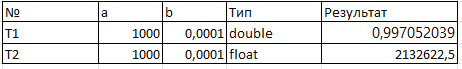 № a b Тип Результат
T1 1000 0,0001 double 0,997052039
T2 1000 0,0001 float 2132622,5